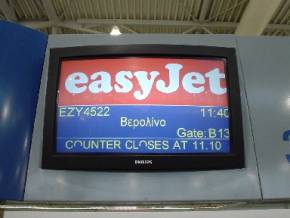 easyJet
EZY4522 11:40
Βερολίνο
Gate: B13
COUNTER CLOSES AT 11.10
PHILIPS